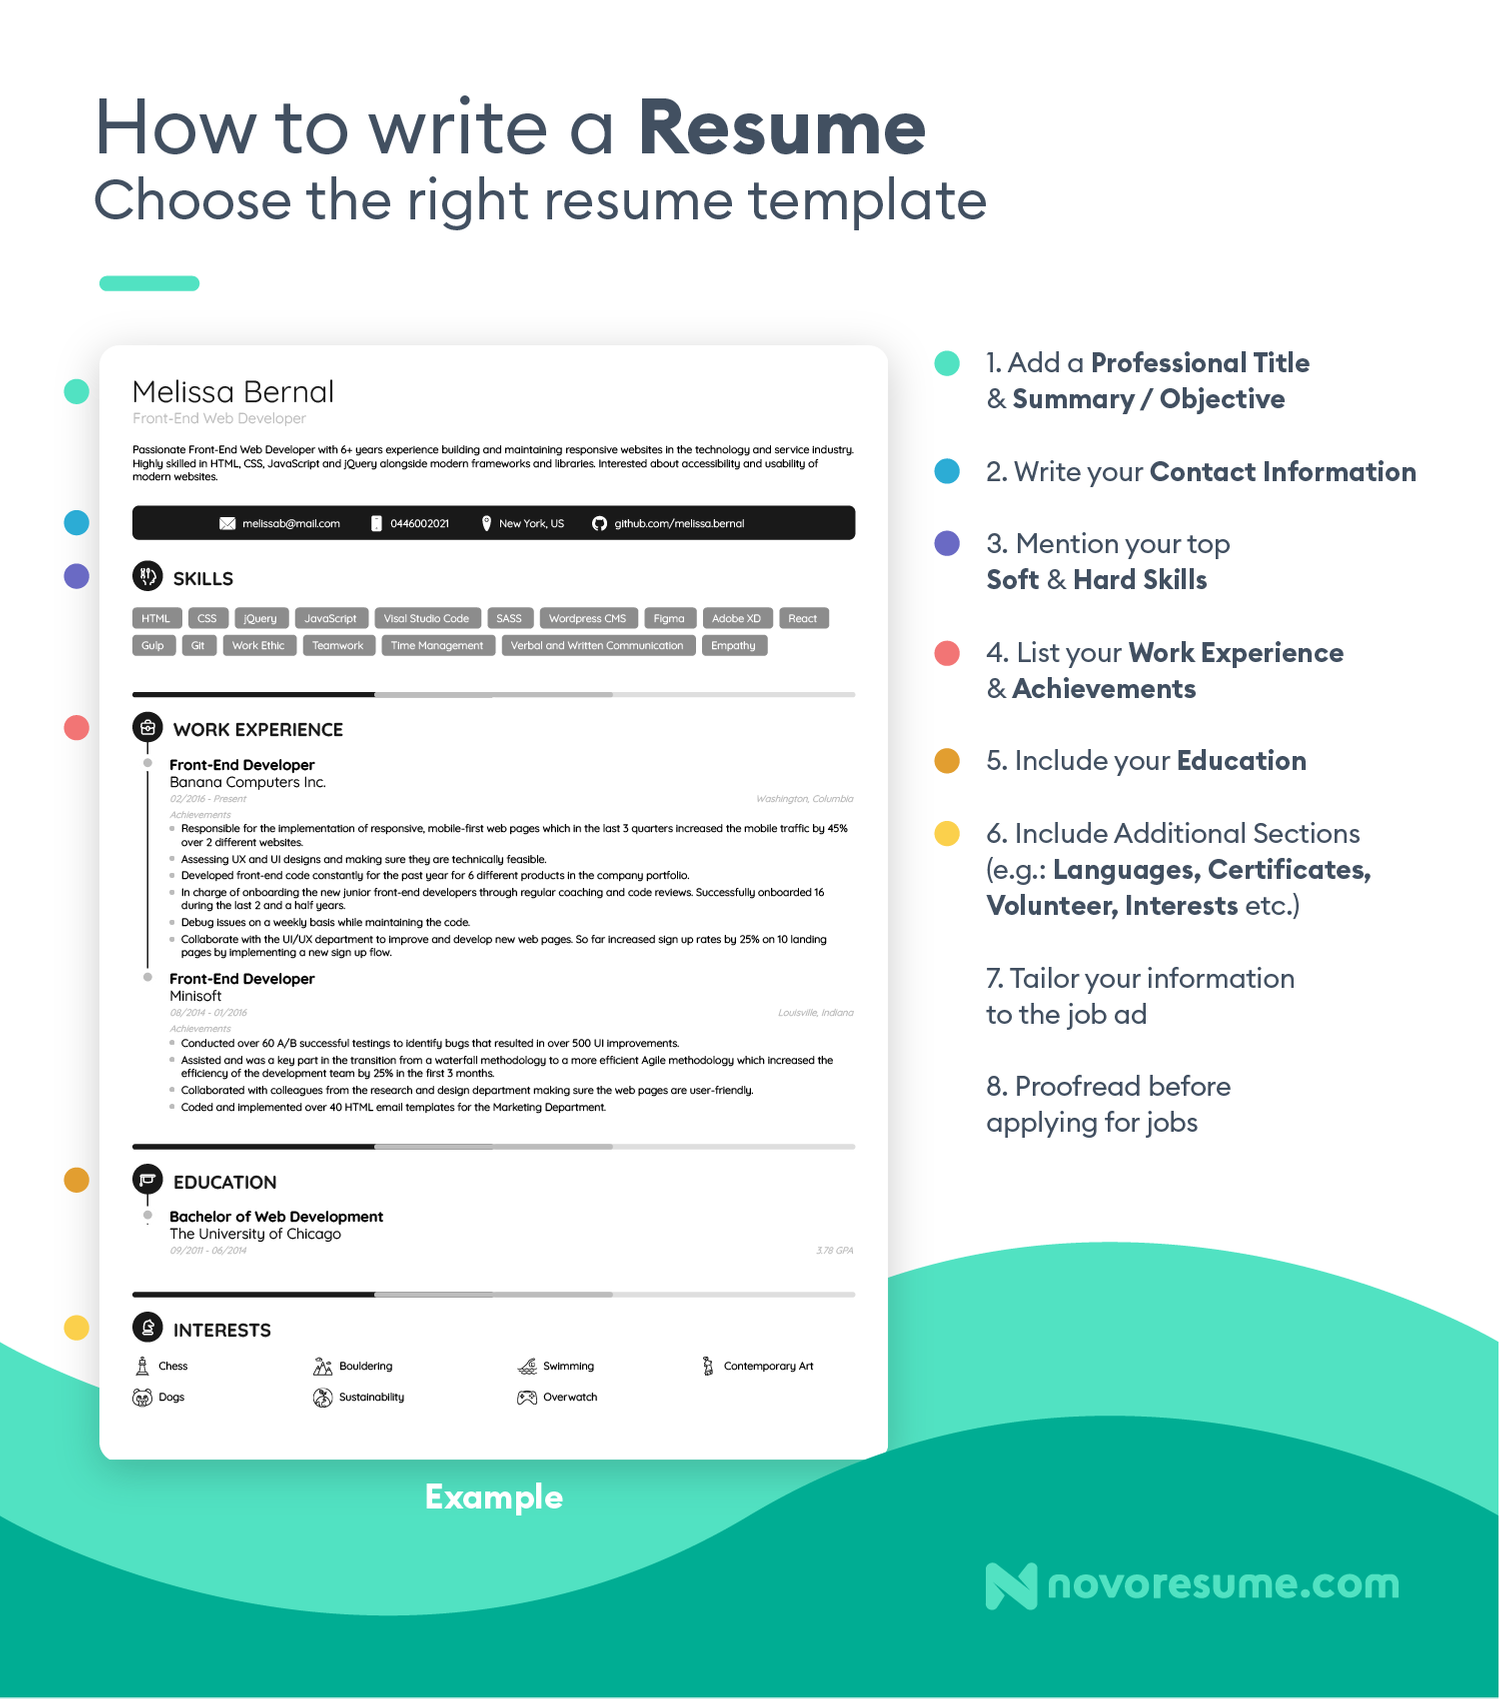 How to write a Resume
Choose the right resume template
Melissa Bernal
Front-End Web Developer
Passionate Front-End Web Developer with 6+ years experience building and maintaining responsive websites in the technology and service industry.
Highly skilled in HTML, CSS, JavaScript and jQuery alongside modern frameworks and libraries. Interested about accessibility and usability of
modern websites.
melissab@mail.com 0446002021 New York, US github.com/melissa.bernal
SKILLS
HTML CSS jQuery JavaScript Visal Studio Code SASS Wordpress CMS Figma Adobe XD React
Gulp Git Work Ethic Teamwork Time Management Verbal and Written Communication Empathy
WORK EXPERIENCE
Front-End Developer
Banana Computers Inc.
02/2016 - Present Washington, Columbia
Achievements
Responsible for the implementation of responsive, mobile-first web pages which in the last 3 quarters increased the mobile traffic by 45%
over 2 different websites.
Assessing UX and UI designs and making sure they are technically feasible.
Developed front-end code constantly for the past year for 6 different products in the company portfolio.
In charge of onboarding the new junior front-end developers through regular coaching and code reviews. Successfully onboarded 16
during the last 2 and a half years.
Debug issues on a weekly basis while maintaining the code.
Collaborate with the UI/UX department to improve and develop new web pages. So far increased sign up rates by 25% on 10 landing
pages by implementing a new sign up flow.
Front-End Developer
Minisoft
08/2014 - 01/2016 Louisville, Indiana
Achievements
Conducted over 60 A/B successful testings to identify bugs that resulted in over 500 UI improvements.
Assisted and was a key part in the transition from a waterfall methodology to a more efficient Agile methodology which increased the
efficiency of the development team by 25% in the first 3 months.
Collaborated with colleagues from the research and design department making sure the web pages are user-friendly.
Coded and implemented over 40 HTML email templates for the Marketing Department.
EDUCATION
Bachelor of Web Development
The University of Chicago
09/2011 - 06/2014 3.78 GPA
INTERESTS
Chess Bouldering Swimming Contemporary Art
Dogs Sustainability Overwatch
Example
1. Add a Professional Title
& Summary / Objective
2. Write your Contact Information
3. Mention your top
Soft & Hard Skills
4. List your Work Experience
& Achievements
5. Include your Education
6. Include Additional Sections
(e.g.: Languages, Certificates,
Volunteer, Interests etc.)
7. Tailor your information
to the job ad
8. Proofread before
applying for jobs
novoresume.com